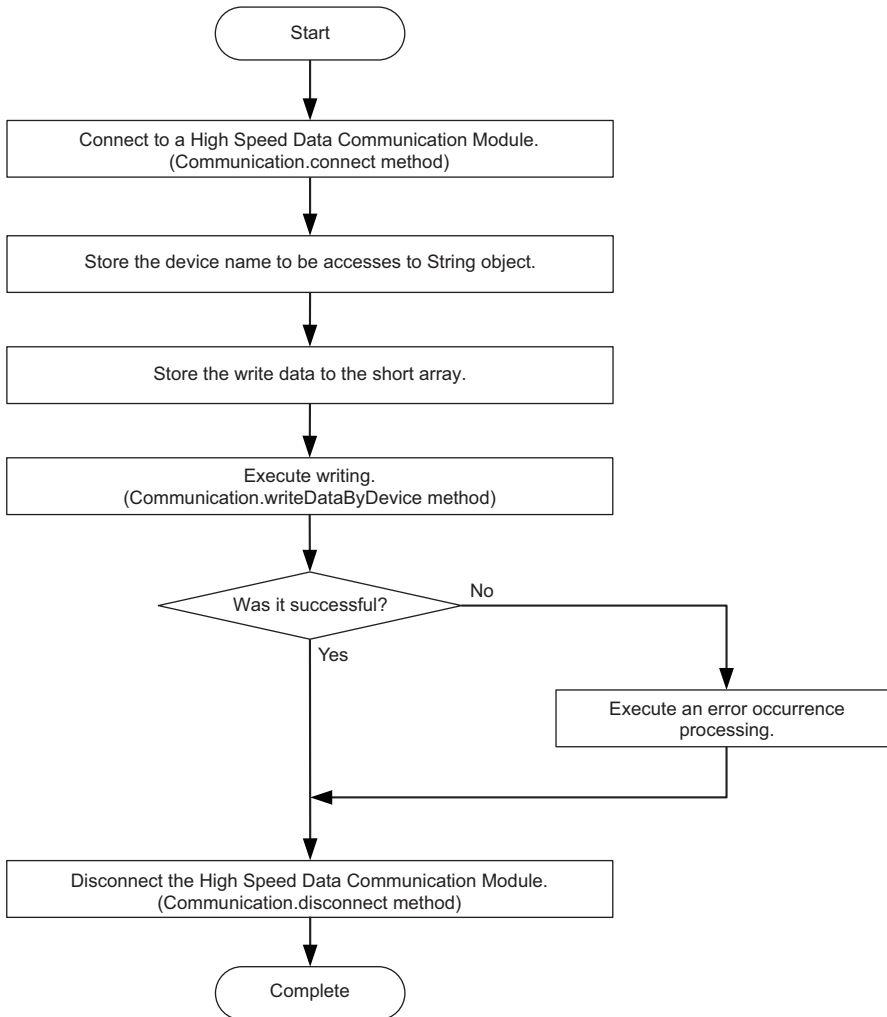 Start
Connect to a High Speed Data Communication Module.
(Communication.connect method)
Store the device name to be accesses to String object.
Store the write data to the short array.
Execute writing.
(Communication.writeDataByDevice method)
Was it successful?
No
Yes
Execute an error occurrence
processing.
Disconnect the High Speed Data Communication Module.
(Communication.disconnect method)
Complete